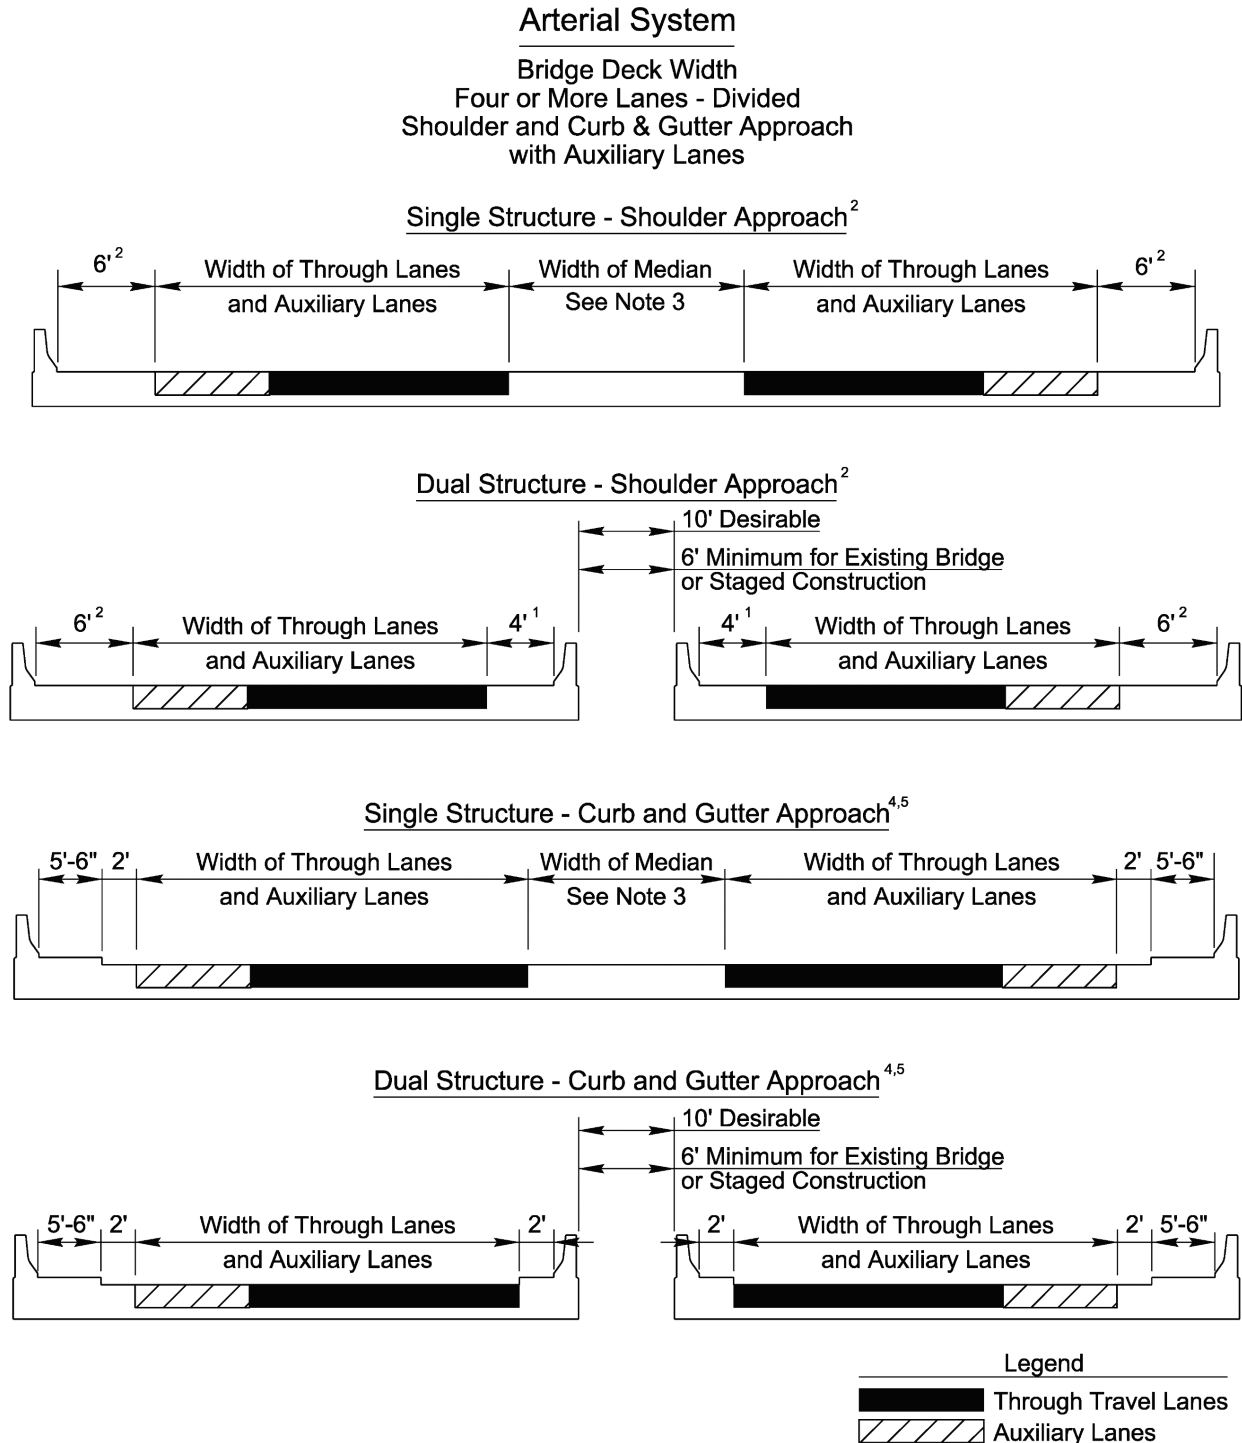 Arterial System
Bridge Deck Width
Four or More Lanes - Divided
Shoulder and Curb & Gutter Approach
with Auxiliary Lanes
Single Structure - Shoulder Approach 2
6' 2 Width of Through Lanes Width of Median Width of Through Lanes 6' 2
and Auxiliary Lanes See Note 3 and Auxiliary Lanes
Dual Structure - Shoulder Approach 2
10' Desirable
6' Minimum for Existing Bridge
or Staged Construction
6' 2 Width of Through Lanes 4' 1 4' 1 Width of Through Lanes 6' 2
and Auxiliary Lanes and Auxiliary Lanes
Single Structure - Curb and Gutter Approach 4,5
5'-6" 2' Width of Through Lanes Width of Median Width of Through Lanes 2' 5'-6"
and Auxiliary Lanes See Note 3 and Auxiliary Lanes
Dual Structure - Curb and Gutter Approach 4,5
10' Desirable
6' Minimum for Existing Bridge
or Staged Construction
5'-6" 2' Width of Through Lanes 2' 2' Width of Through Lanes 2' 5'-6"
and Auxiliary Lanes and Auxiliary Lanes
Legend
Through Travel Lanes
Auxiliary Lanes